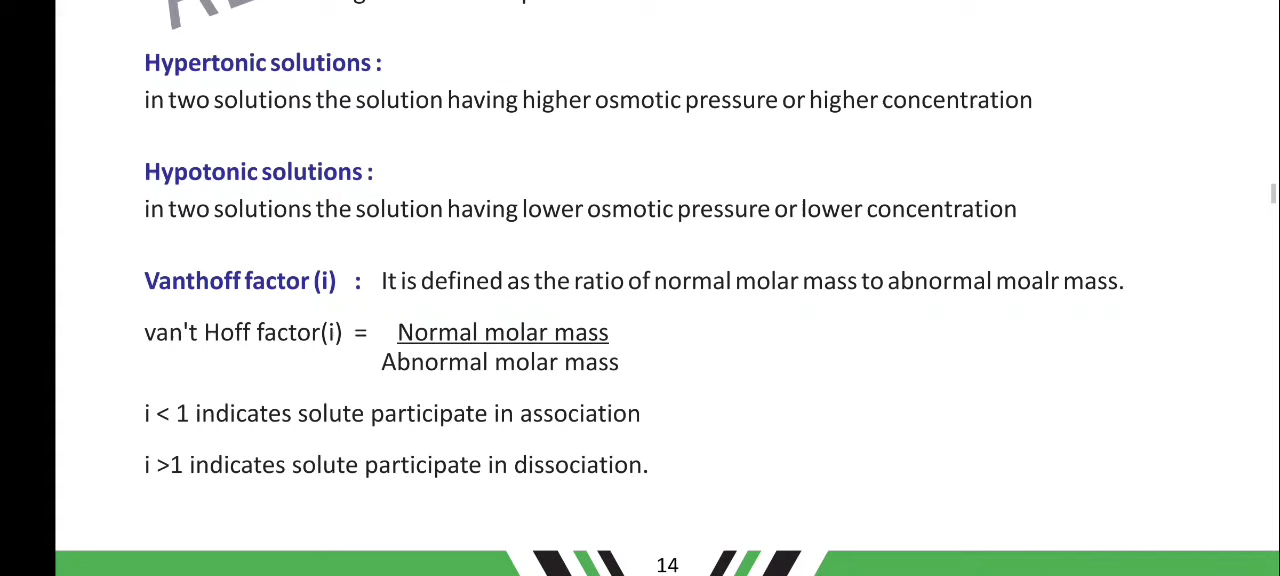 Hypertonic solutions :
in two solutions the solution having higher osmotic pressure or higher concentration
Hypotonic solutions :
in two solutions the solution having lower osmotic pressure or lower concentration
Vanthoff factor (i) : It is defined as the ratio of normal molar mass to abnormal moalr mass.
van't Hoff factor(i) = Normal molar mass
Abnormal molar mass
i < 1 indicates solute participate in association
i >1 indicates solute participate in dissociation.
14